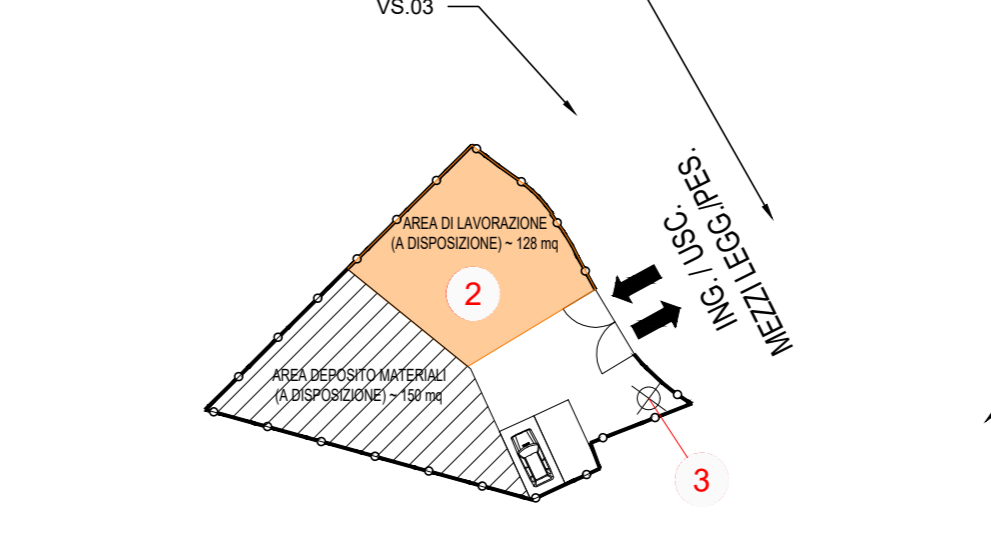 VS.03
ING. / USC.
MEZZI LEGG./PES.
AREA DI LAVORAZIONE
(A DISPOSIZIONE) ~ 128 mq
2
AREA DEPOSITO MATERIALI
(A DISPOSIZIONE) ~ 150 mq
3